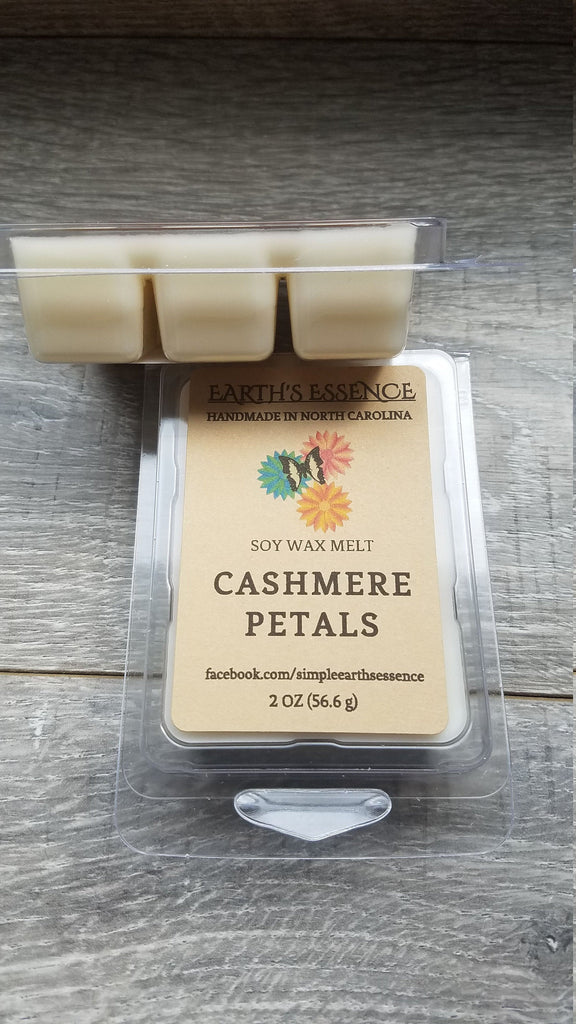 EARTH'S ESSENCE
HANDMADE IN NORTH CAROLINA
SOY WAX MELT
CASHMERE
PETALS
facebook.com/simpleearthsessence
2 OZ (56.6 g)